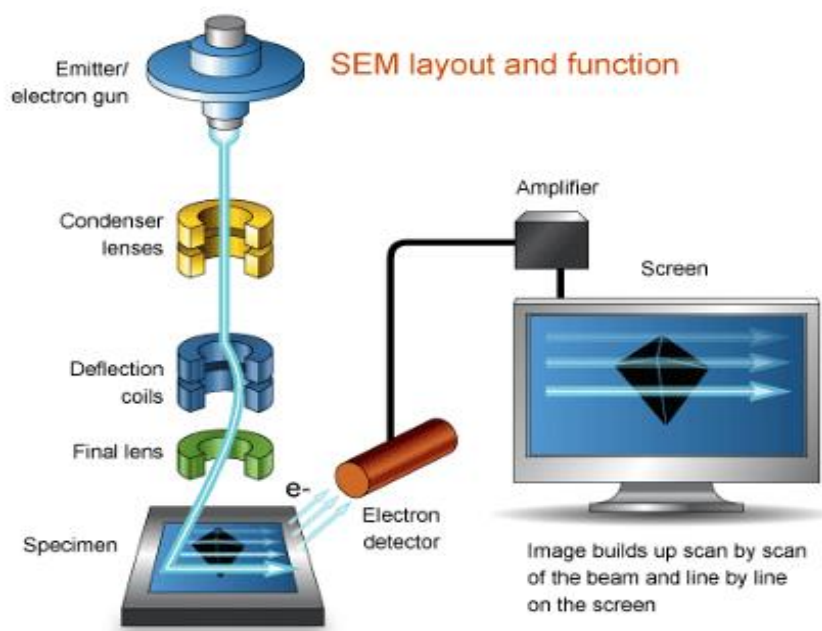 SEM layout and function
Emitter/
electron gun
Condenser
lenses
Deflection
coils
Final lens
Specimen
e-
Electron
detector
Amplifier
Screen
Image builds up scan by scan
of the beam and line by line
on the screen